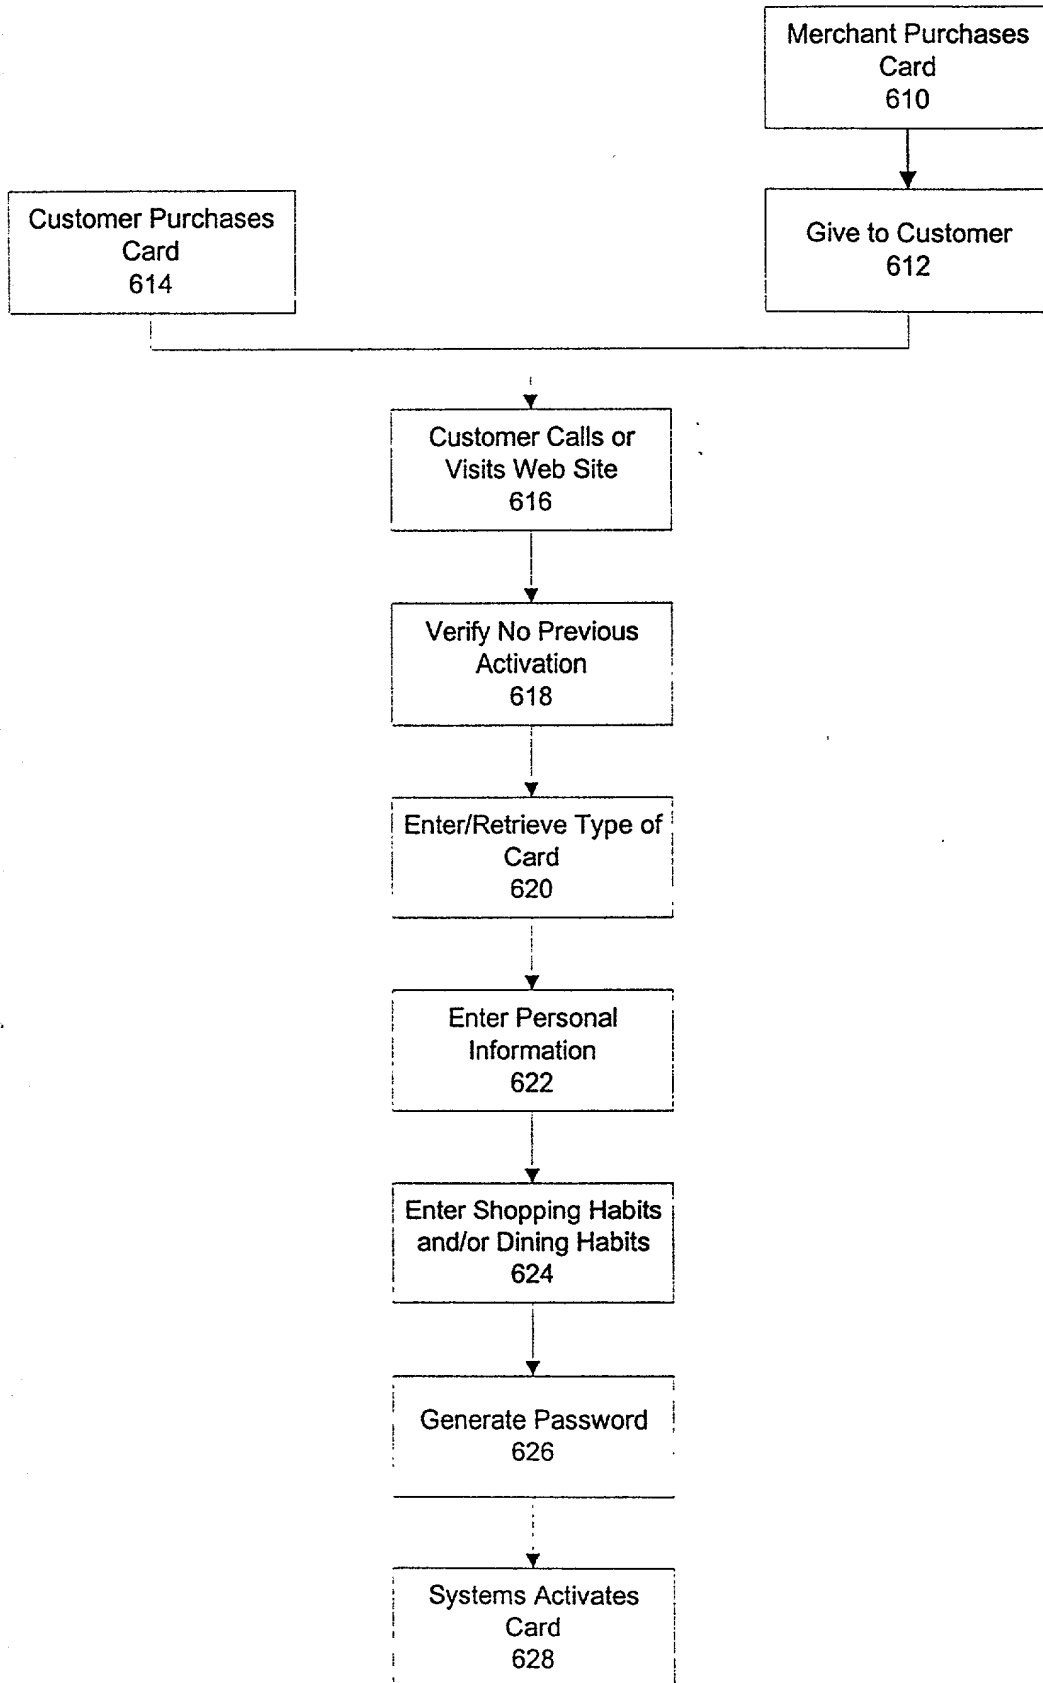 Merchant Purchases
Card
610
Customer Purchases
Card
614
Give to Customer
612
Customer Calls or
Visits Web Site
616
Verify No Previous
Activation
618
Enter/Retrieve Type of
Card
620
Enter Personal
Information
622
Enter Shopping Habits
and/or Dining Habits
624
Generate Password
626
Systems Activates
Card
628